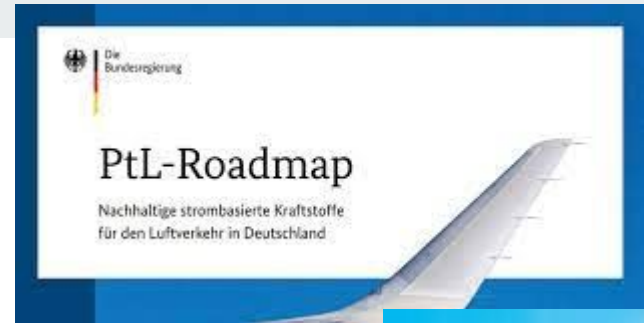 Die
Bundesregierung
PtL-Roadmap
Nachhaltige strombasierte Kraftstoffe
für den Luftverkehr in Deutschland